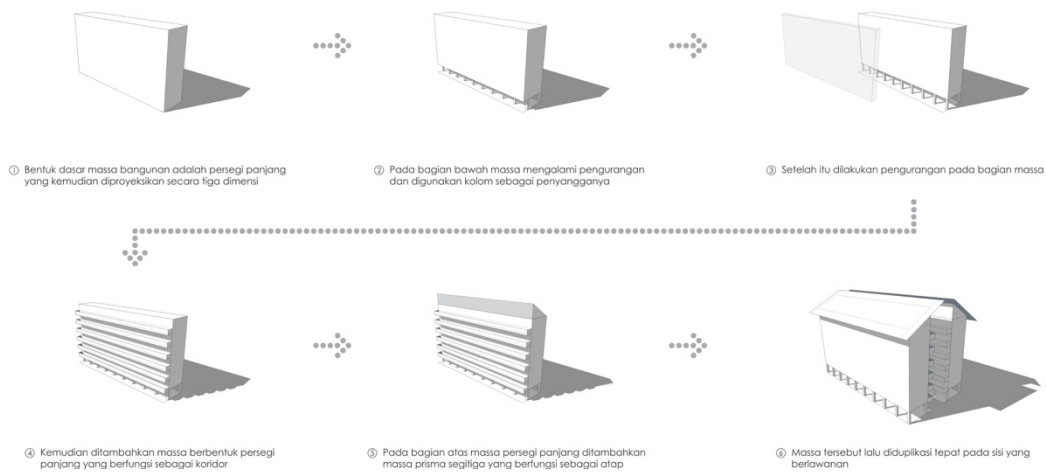 ① Bentuk dasar massa bangunan adalah persegi panjang
yang kemudian diproyeksikan secara tiga dimensi
② Pada bagian bawah massa mengalami pengurangan
dan digunakan kolom sebagai penyangganya
③ Setelah itu dilakukan pengurangan pada bagian massa
④ Kemudian ditambahkan massa berbentuk persegi
panjang yang berfungsi sebagai koridor
⑤ Pada bagian atas massa persegi panjang ditambahkan
massa prisma segitiga yang berfungsi sebagai atap
⑥ Massa tersebut lalu diduplikasi tepat pada sisi yang
berlawanan